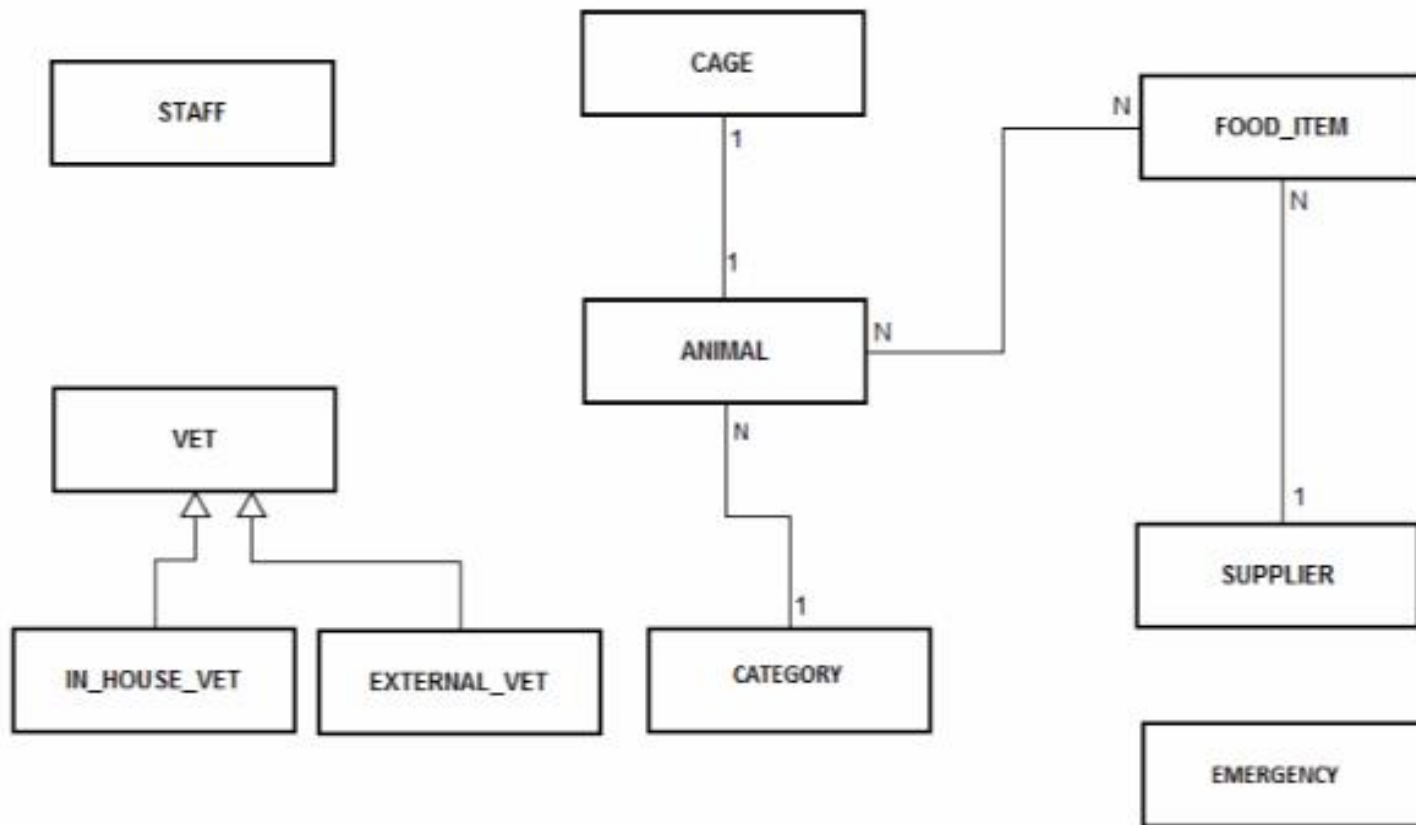 CAGE
STAFF
N
FOOD_ITEM
1
N
1
N
ANIMAL
VET
N
1
SUPPLIER
1
IN_HOUSE_VET
EXTERNAL_VET
CATEGORY
EMERGENCY